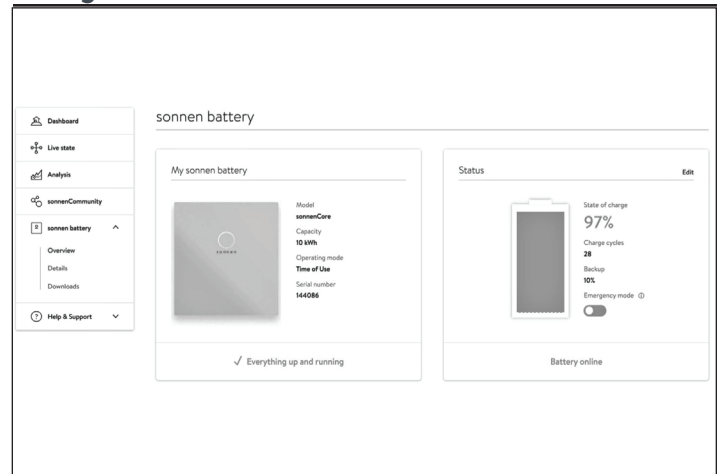 Dashboard
Live state
Analysis
sonnenCommunity
sonnen battery
Overview
Details
Downloads
Help & Support
sonnen battery
My sonnen battery
sonnen
Model
sonnenCore
Capacity
10 kWh
Operating mode
Time of Use
Serial number
144086
Everything up and running
Status
Edit
State of charge
97%
Charge cycles
28
Backup
10%
Emergency mode
Battery online